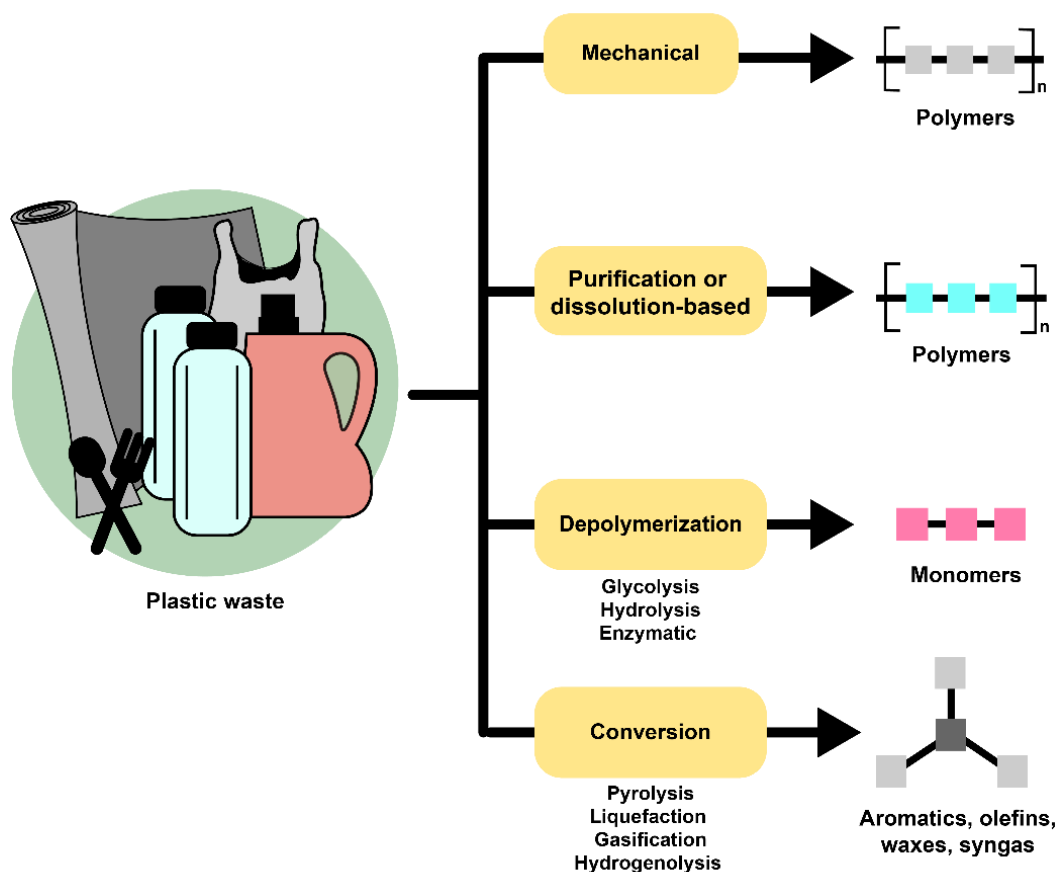 Mechanical
n
Polymers
Purification or
dissolution-based
n
Polymers
Plastic waste
Depolymerization
Glycolysis
Hydrolysis
Enzymatic
Monomers
Conversion
Pyrolysis
Liquefaction
Gasification
Hydrogenolysis
Aromatics, olefins,
waxes, syngas